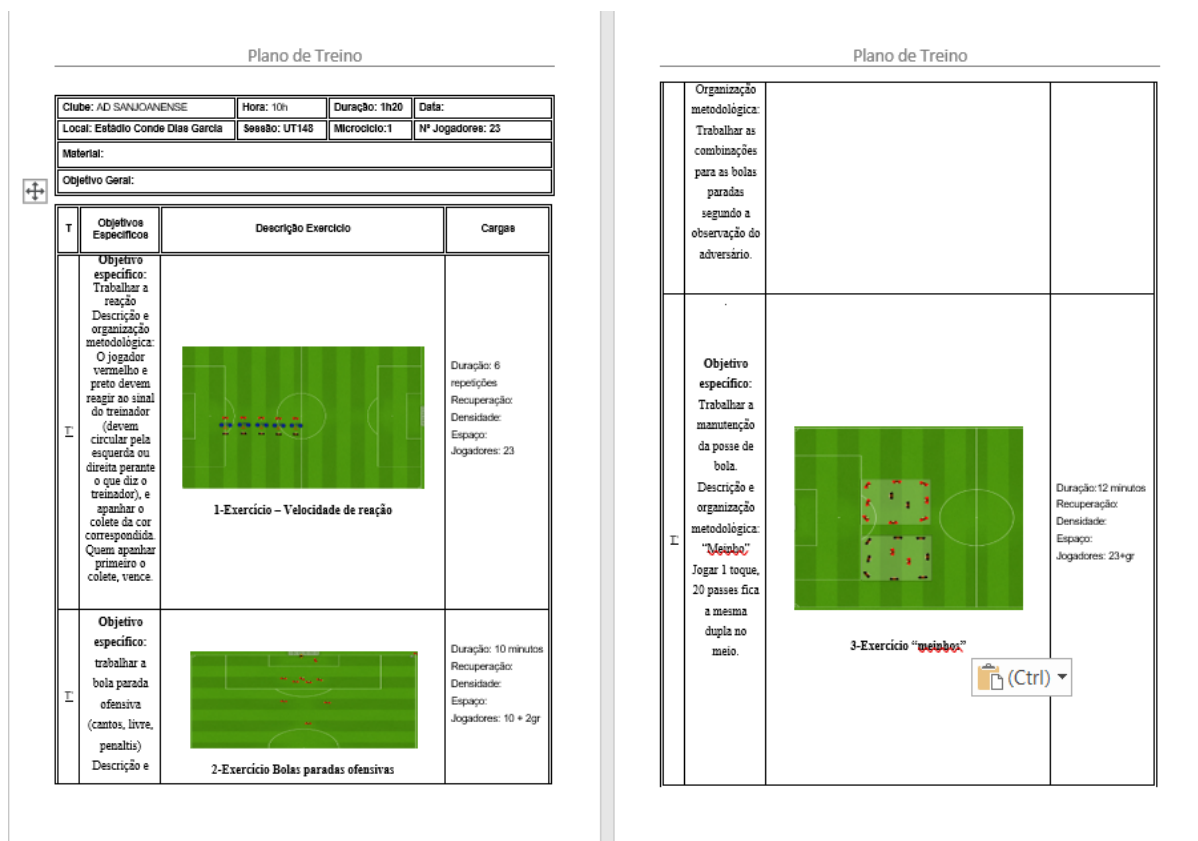 Plano de Treino
Clube: AD SANJOANENSE
Hora: 10h
Duração: 1h20
Data:
Local: Estádio Conde Dias Garcia
Sessão: UT148
Microciclo:1
Nº Jogadores: 23
Material:
Objetivo Geral:
T
Objetivos
Específicos
Descrição Exercício
Cargas
T'
Objetivo
específico:
Trabalhar a
reação
Descrição e
organização
metodológica:
O jogador
vermelho e
preto devem
reagir ao sinal
do treinador
(devem
circular pela
esquerda ou
direita perante
o que diz o
treinador), e
apanhar o
colete da cor
correspondida.
Quem apanhar
primeiro o
colete, vence.
1-Exercício – Velocidade de reação
Duração: 6
repetições
Recuperação:
Densidade:
Espaço:
Jogadores: 23
T'
Objetivo
específico:
trabalhar a
bola parada
ofensiva
(cantos, livre,
penaltis)
Descrição e
2-Exercício Bolas paradas ofensivas
Duração: 10 minutos
Recuperação:
Densidade:
Espaço:
Jogadores: 10 + 2gr
Plano de Treino
Organização
metodológica:
Trabalhar as
combinações
para as bolas
paradas
segundo a
observação do
adversário.
T'
.
Objetivo
específico:
Trabalhar a
manutenção
da posse de
bola.
Descrição e
organização
metodológica:
“Meinho”
Jogar 1 toque,
20 passes fica
a mesma
dupla no
meio.
3-Exercício “meinhos”
Duração:12 minutos
Recuperação:
Densidade:
Espaço:
Jogadores: 23+gr
(Ctrl)